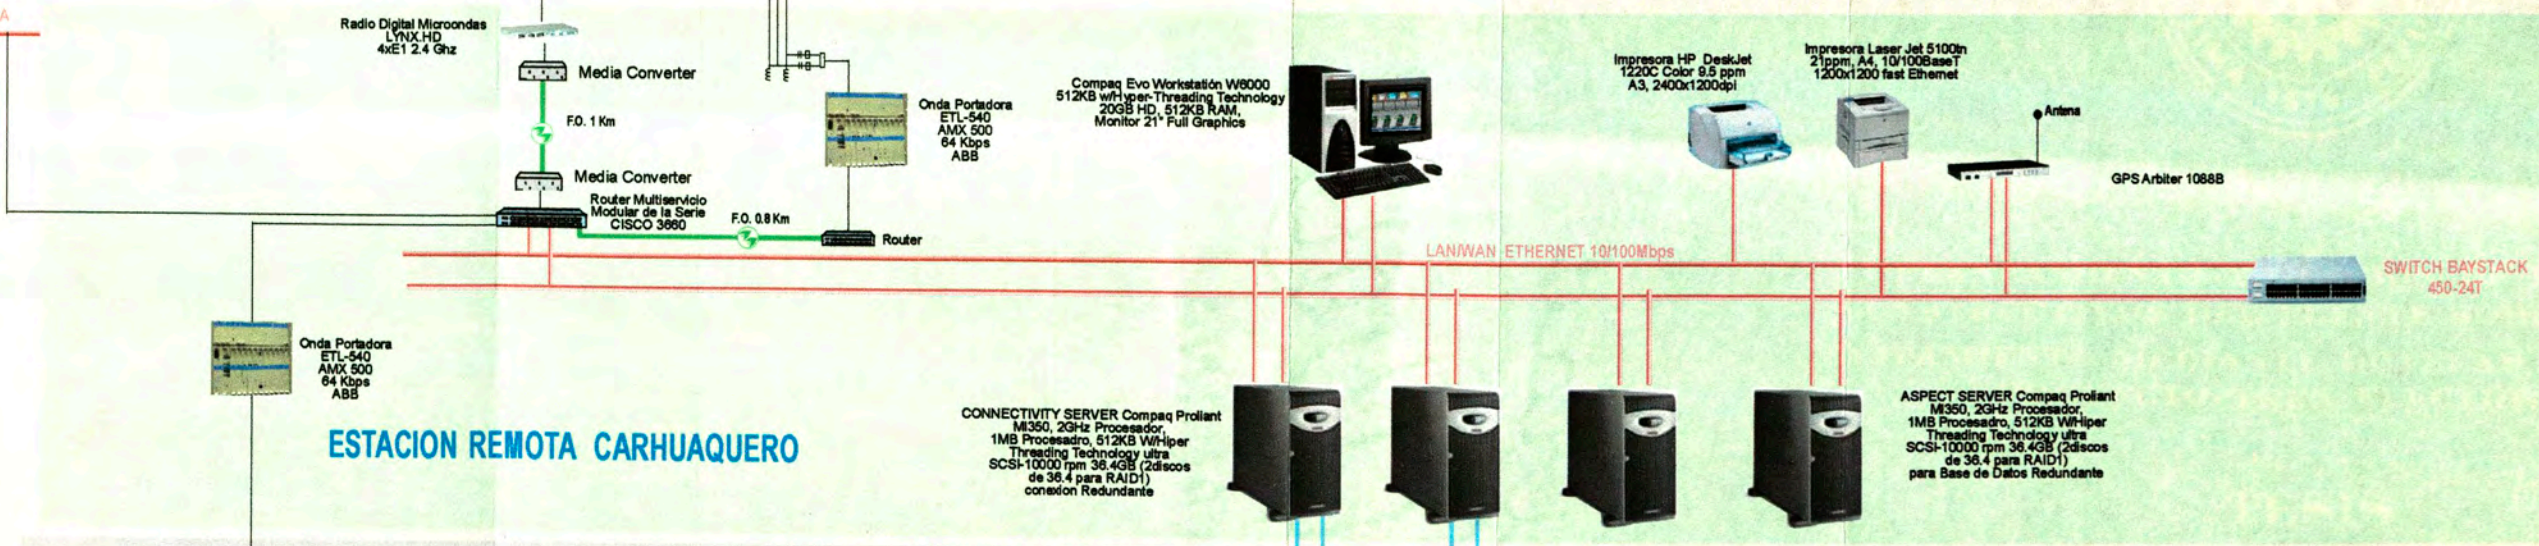 A
Radio Digital Microondas
LYNX.HD
4xE1 2.4 Ghz
Media Converter
F.O. 1 Km
Media Converter
Router Multiservicio
Modular de la Serie
CISCO 3660
F.O. 0.8 Km
Router
Onda Portadora
ETL-540
AMX 500
64 Kbps
ABB
Compaq Evo Workstatión W6000
512KB w/Hyper-Threading Technology
20GB HD, 512KB RAM,
Monitor 21" Full Graphics
Impresora HP DeskJet
1220C Color 9.5 ppm
A3, 2400x1200dpi
Impresora Laser Jet 5100tn
21ppm, A4, 10/100BaseT
1200x1200 fast Ethernet
Antena
GPS Arbiter 1088B
LAN/WAN ETHERNET 10/100Mbps
SWITCH BAYSTACK
450-24T
Onda Portadora
ETL-540
AMX 500
64 Kbps
ABB
ESTACION REMOTA CARHUAQUERO
CONNECTIVITY SERVER Compaq Proliant
Ml350, 2GHz Procesador,
1MB Procesadro, 512KB W/Hiper
Threading Technology ultra
SCSI-10000 rpm 36.4GB (2discos
de 36.4 para RAID1)
conexion Redundante
ASPECT SERVER Compaq Proliant
Ml350, 2GHz Procesador,
1MB Procesadro, 512KB W/Hiper
Threading Technology ultra
SCSI-10000 rpm 36.4GB (2discos
de 36.4 para RAID1)
para Base de Datos Redundante